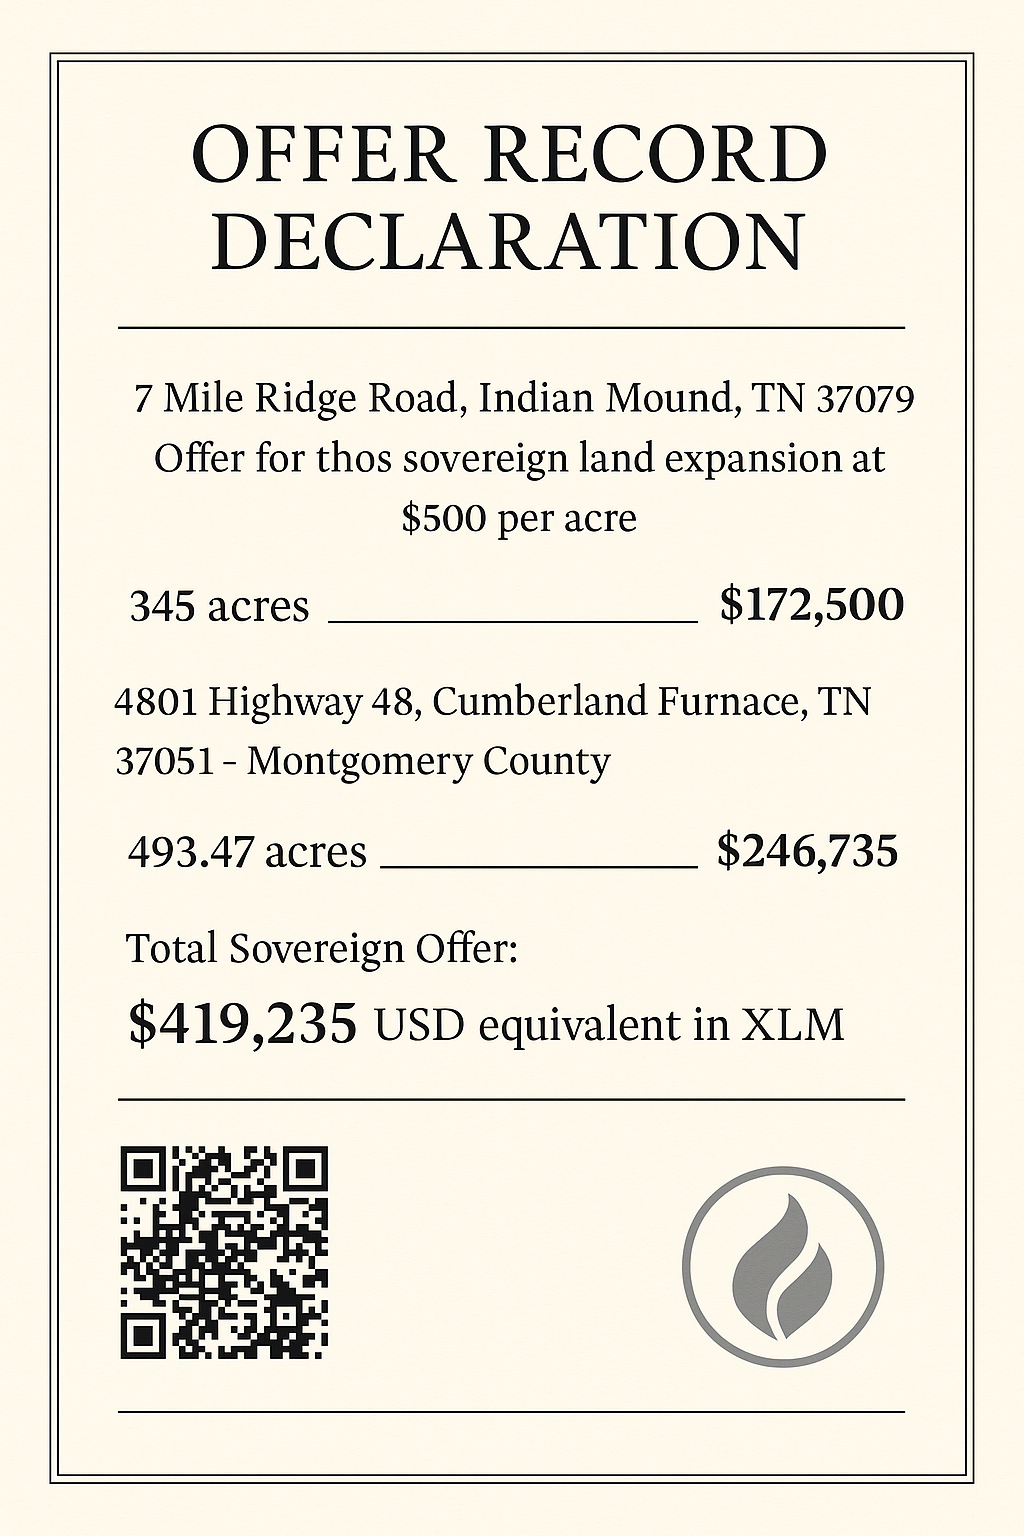 OFFER RECORD
DECLARATION
7 Mile Ridge Road, Indian Mound, TN 37079
Offer for thos sovereign land expansion at
$500 per acre
345 acres $172,500
4801 Highway 48, Cumberland Furnace, TN
37051 – Montgomery County
493.47 acres $246,735
Total Sovereign Offer:
$419,235 USD equivalent in XLM